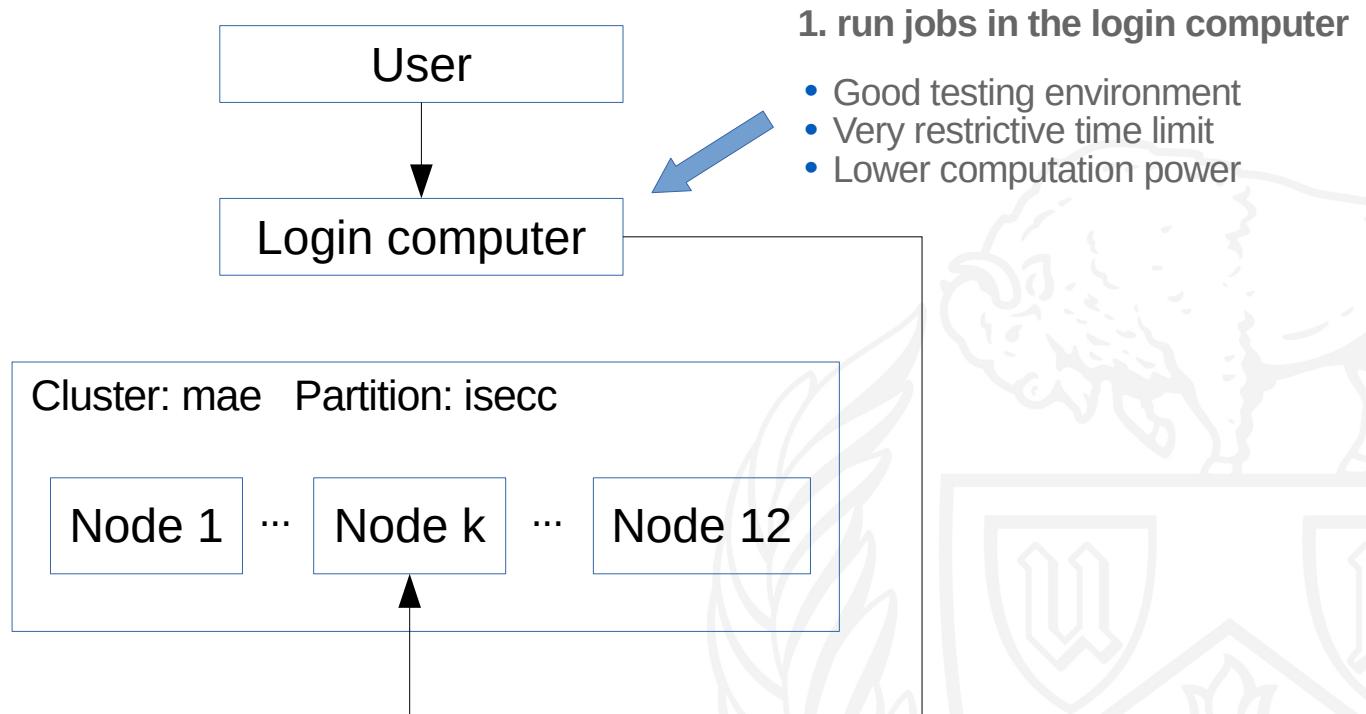 User
1. run jobs in the login computer
• Good testing environment
• Very restrictive time limit
• Lower computation power
Login computer
Cluster: mae Partition: isecc
Node 1 ... Node k ... Node 12